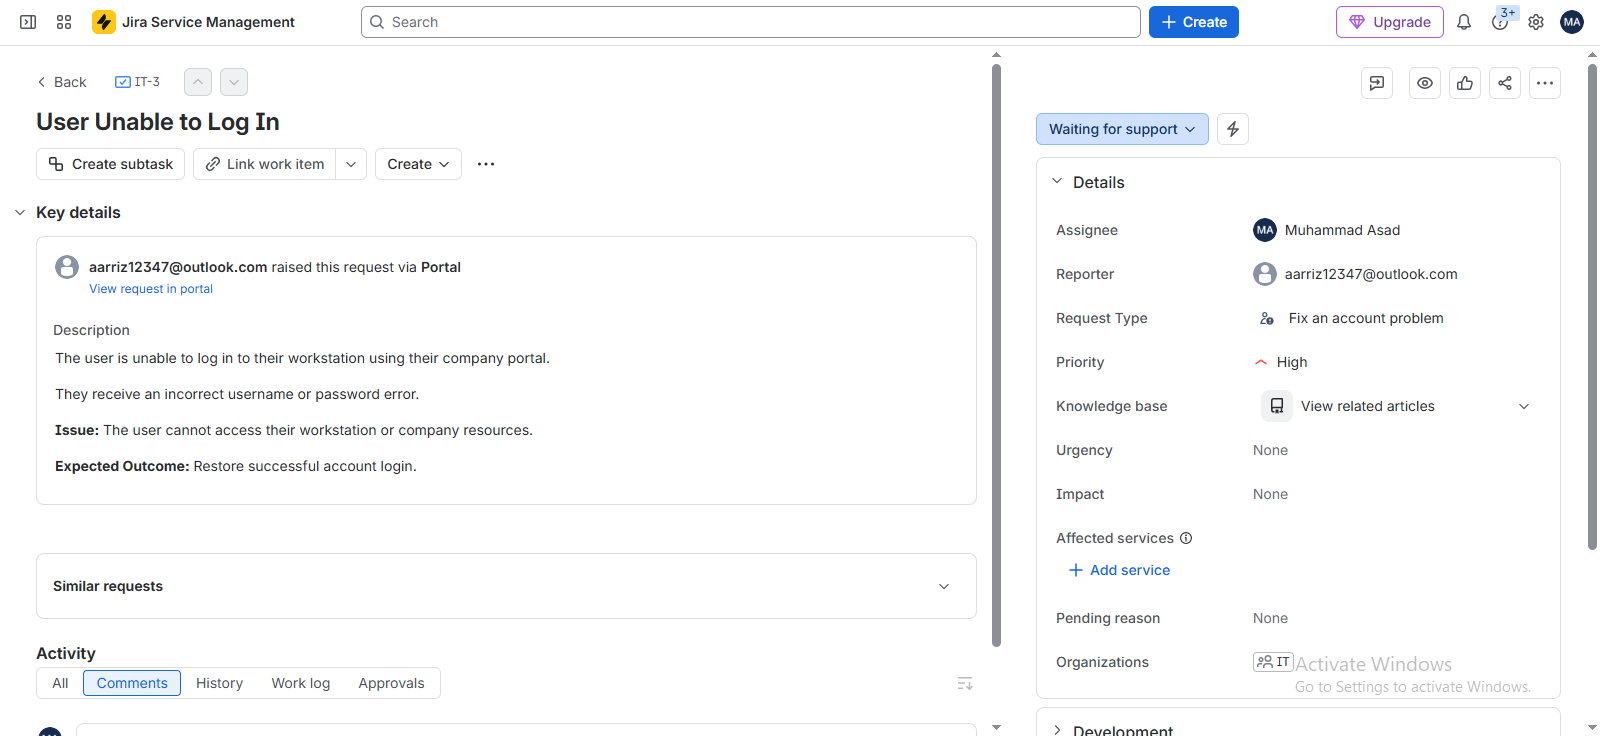 Jira Service Management
Search
Create
Upgrade
3+
MA
Back
IT-3
User Unable to Log In
Create subtask
Link work item
Create
Key details
aarriz12347@outlook.com raised this request via Portal
View request in portal
Description
The user is unable to log in to their workstation using their company portal.
They receive an incorrect username or password error.
Issue: The user cannot access their workstation or company resources.
Expected Outcome: Restore successful account login.
Similar requests
Activity
All
Comments
History
Work log
Approvals
Waiting for support
Details
Assignee
MA Muhammad Asad
Reporter
aarriz12347@outlook.com
Request Type
Fix an account problem
Priority
High
Knowledge base
View related articles
Urgency
None
Impact
None
Affected services
Add service
Pending reason
None
Organizations
IT
Activate Windows
Go to Settings to activate Windows.
Development